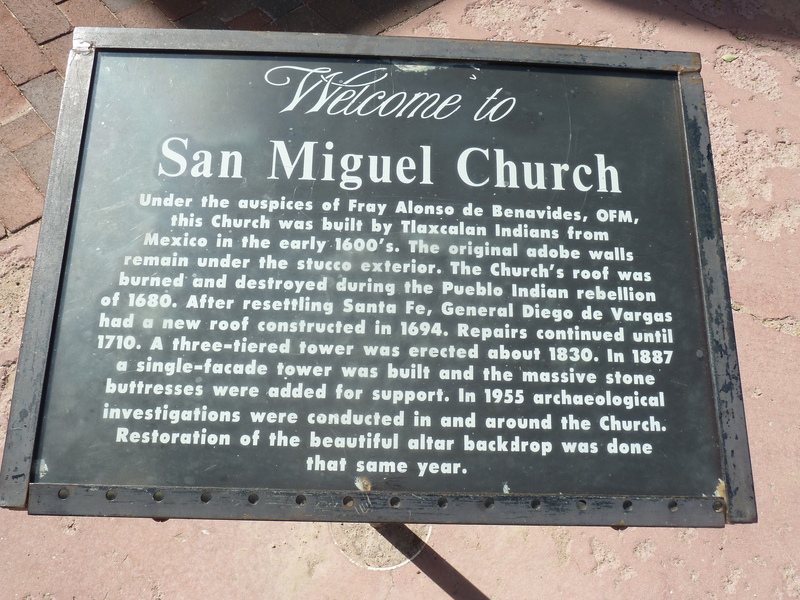 Welcome to
San Miguel Church
Under the auspices of Fray Alonso de Benavides, OFM,
this Church was built by Tlaxcalan Indians from
Mexico in the early 1600's. The original adobe walls
remain under the stucco exterior. The Church's roof was
burned and destroyed during the Pueblo Indian rebellion
of 1680. After resettling Santa Fe, General Diego de Vargas
had a new roof constructed in 1694. Repairs continued until
1710. A three-tiered tower was erected about 1830. In 1887
a single-facade tower was built and the massive stone
buttresses were added for support. In 1955 archaeological
investigations were conducted in and around the Church.
Restoration of the beautiful altar backdrop was done
that same year.